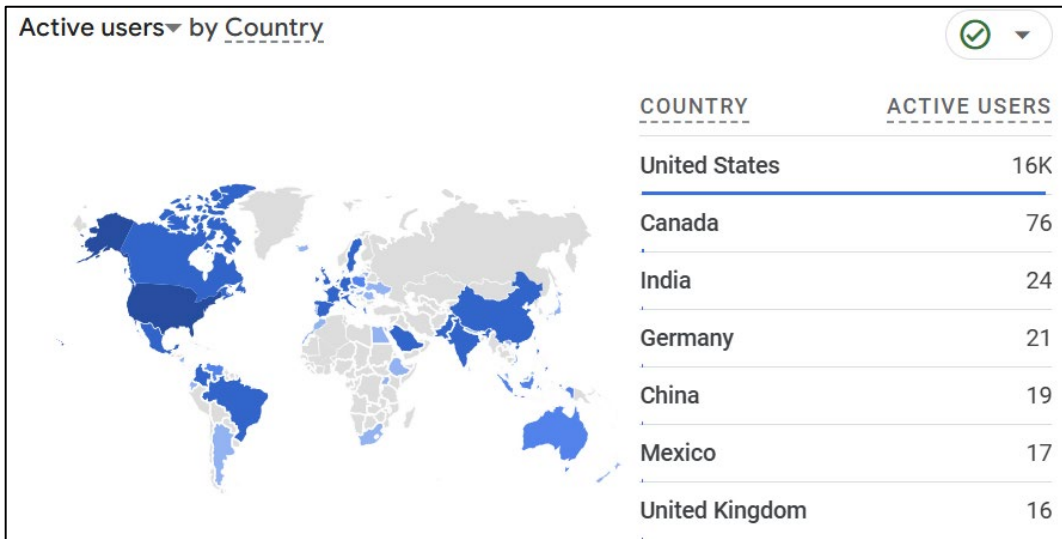 Active users by Country
COUNTRY ACTIVE USERS
United States 16K
Canada 76
India 24
Germany 21
China 19
Mexico 17
United Kingdom 16